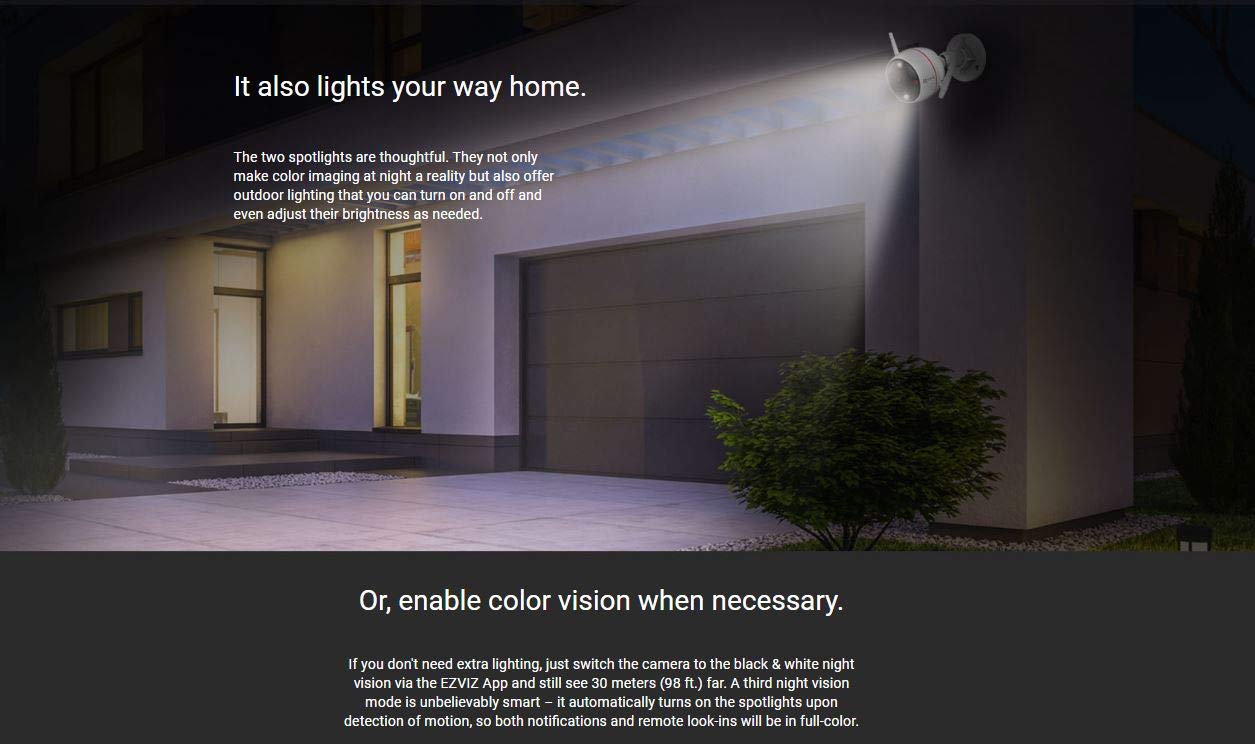 It also lights your way home.
The two spotlights are thoughtful. They not only
make color imaging at night a reality but also offer
outdoor lighting that you can turn on and off and
even adjust their brightness as needed.
Or, enable color vision when necessary.
If you don't need extra lighting, just switch the camera to the black & white night
vision via the EZVIZ App and still see 30 meters (98 ft.) far. A third night vision
mode is unbelievably smart – it automatically turns on the spotlights upon
detection of motion, so both notifications and remote look-ins will be in full-color.